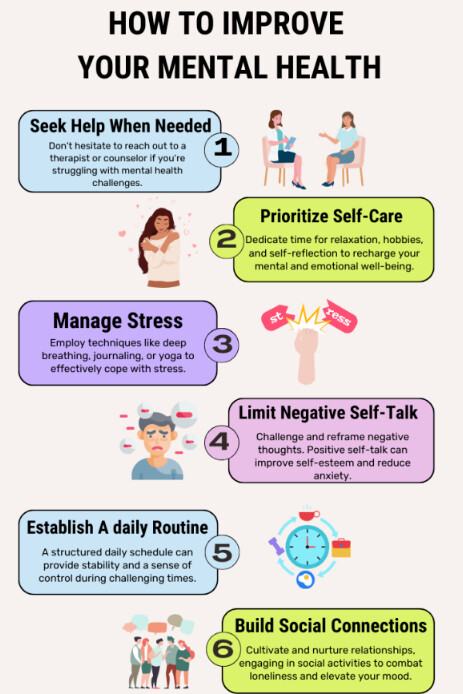 HOW TO IMPROVE
YOUR MENTAL HEALTH
Seek Help When Needed
Don't hesitate to reach out to a
therapist or counselor if you're
struggling with mental health
challenges.
1
Prioritize Self-Care
2
Dedicate time for relaxation, hobbies,
and self-reflection to recharge your
mental and emotional well-being.
Manage Stress
Employ techniques like deep
breathing, journaling, or yoga to
effectively cope with stress.
3
st ress
Limit Negative Self-Talk
4
Challenge and reframe negative
thoughts. Positive self-talk can
improve self-esteem and reduce
anxiety.
Establish A daily Routine
A structured daily schedule can
provide stability and a sense of
control during challenging times.
5
Build Social Connections
6
Cultivate and nurture relationships,
engaging in social activities to combat
loneliness and elevate your mood.